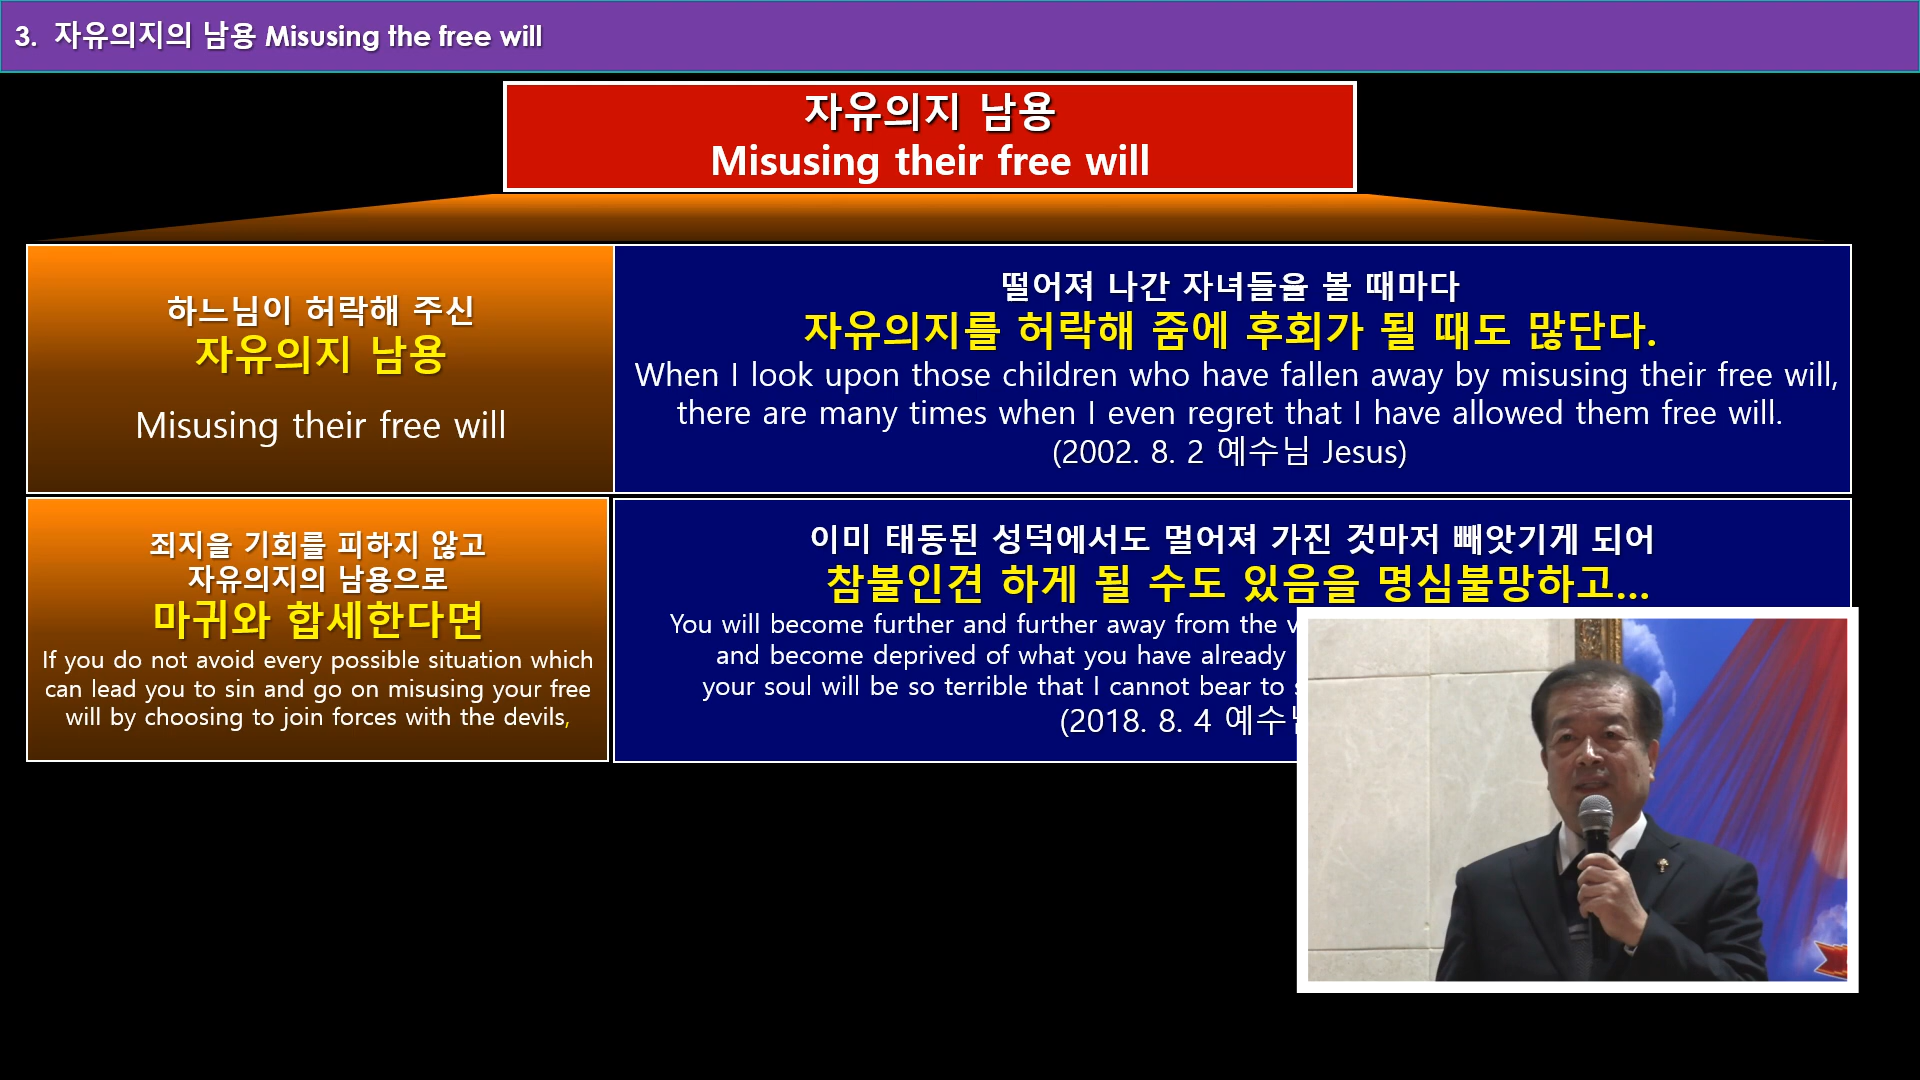 3. 자유의지의 남용 Misusing the free will
자유의지 남용
Misusing their free will
하느님이 허락해 주신
자유의지 남용
Misusing their free will
떨어져 나간 자녀들을 볼 때마다
자유의지를 허락해 줌에 후회가 될 때도 많단다.
When I look upon those children who have fallen away by misusing their free will,
there are many times when I even regret that I have allowed them free will.
(2002. 8. 2 예수님 Jesus)
죄지을 기회를 피하지 않고
자유의지의 남용으로
마귀와 합세한다면
If you do not avoid every possible situation which
can lead you to sin and go on misusing your free
will by choosing to join forces with the devils,
이미 태동된 성덕에서도 멀어져 가진 것마저 빼앗기게 되어
참불인견 하게 될 수도 있음을 명심불망하고...
You will become further and further away from the
and become deprived of what you have already
your soul will be so terrible that I cannot bear to
(2018. 8. 4 예수